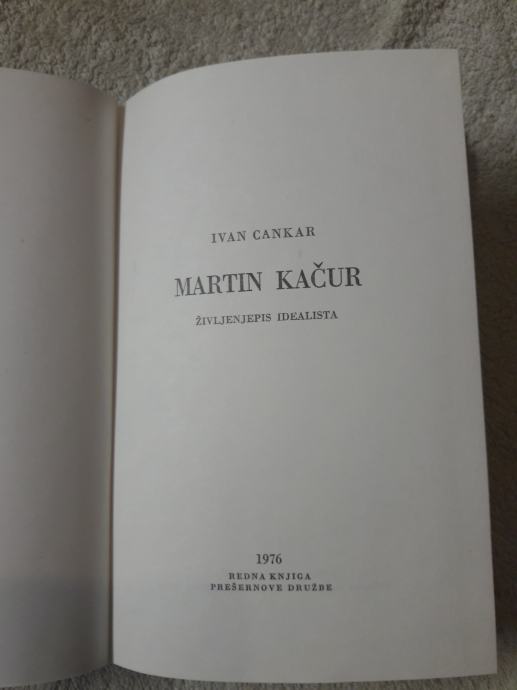 IVAN CANKAR
MARTIN KAČUR
ŽIVLJENJEPIS IDEALISTA
1976
REDNA KNJIGA
PREŠERNOVE DRUŽBE